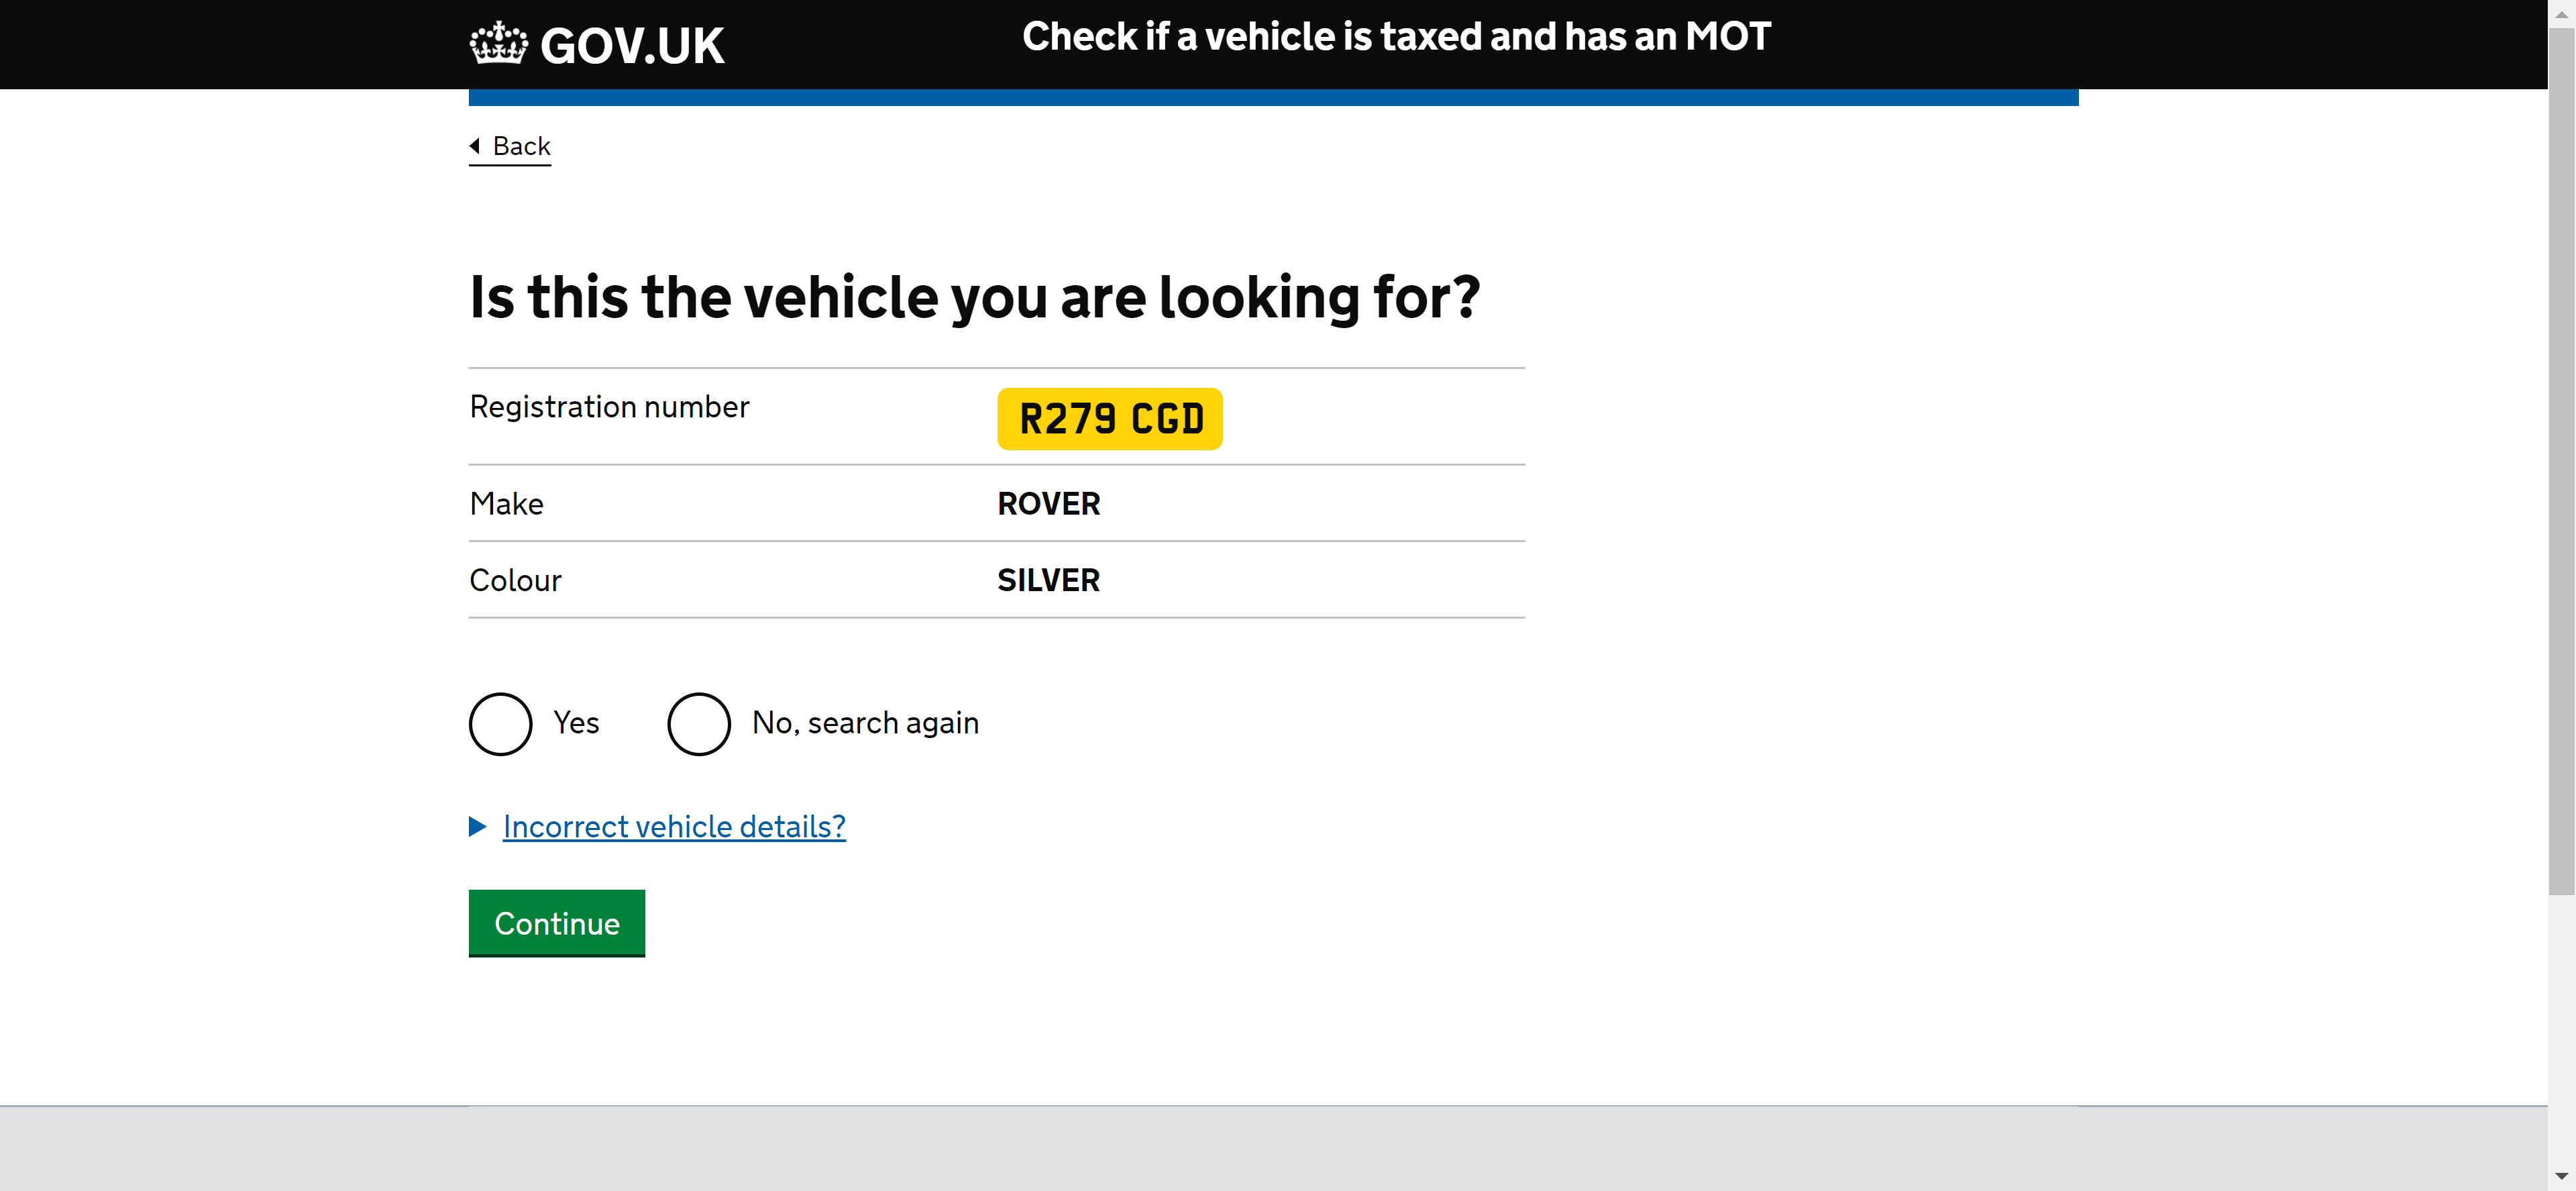 GOV.UK
Check if a vehicle is taxed and has an MOT
Back
Is this the vehicle you are looking for?
Registration number R279 CGD
Make ROVER
Colour SILVER
Yes No, search again
Incorrect vehicle details?
Continue